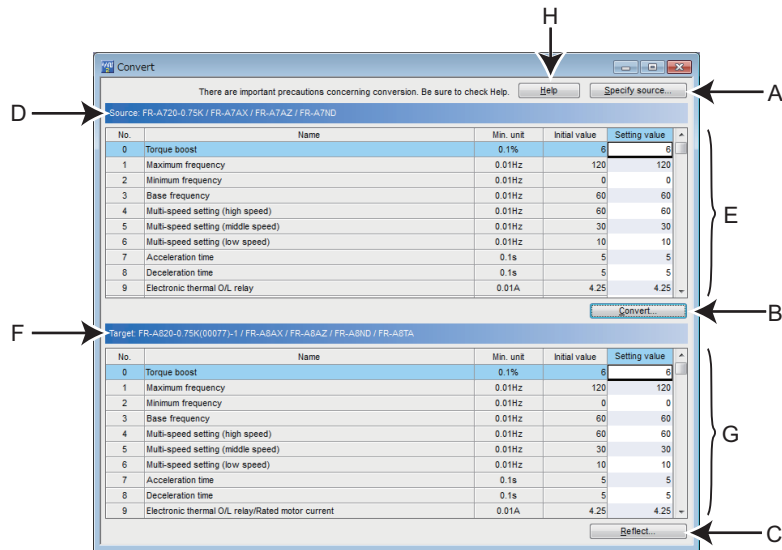 H
Convert
There are important precautions concerning conversion. Be sure to check Help. Help Specify source...
A
D
Source: FR-A720-0.75K / FR-A7AX / FR-A7AZ / FR-A7ND
No. Name Min. unit Initial value Setting value
0 Torque boost 0.1% 6 6
1 Maximum frequency 0.01Hz 120 120
2 Minimum frequency 0.01Hz 0 0
3 Base frequency 0.01Hz 60 60
4 Multi-speed setting (high speed) 0.01Hz 60 60
5 Multi-speed setting (middle speed) 0.01Hz 30 30
6 Multi-speed setting (low speed) 0.01Hz 10 10
7 Acceleration time 0.1s 5 5
8 Deceleration time 0.1s 5 5
9 Electronic thermal O/L relay 0.01A 4.25 4.25
E
Convert...
B
F
Target: FR-A820-0.75K(00077)-1 / FR-A8AX / FR-A8AZ / FR-A8ND / FR-A8TA
No. Name Min. unit Initial value Setting value
0 Torque boost 0.1% 6 6
1 Maximum frequency 0.01Hz 120 120
2 Minimum frequency 0.01Hz 0 0
3 Base frequency 0.01Hz 60 60
4 Multi-speed setting (high speed) 0.01Hz 60 60
5 Multi-speed setting (middle speed) 0.01Hz 30 30
6 Multi-speed setting (low speed) 0.01Hz 10 10
7 Acceleration time 0.1s 5 5
8 Deceleration time 0.1s 5 5
9 Electronic thermal O/L relay/Rated motor current 0.01A 4.25 4.25
G
Reflect...
C